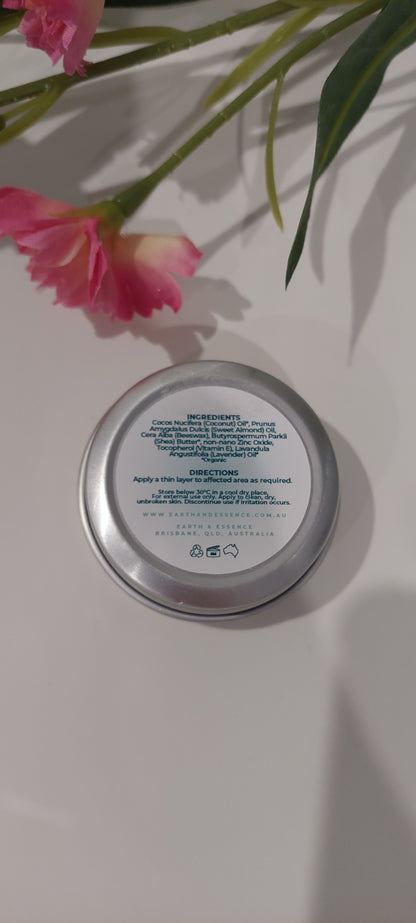 INGREDIENTS
Cocos Nucifera (Coconut) Oil*, Prunus
Amygdalus Dulcis (Sweet Almond) Oil,
Cera Alba (Beeswax), Butyrospermum Parkii
(Shea) Butter*, non-nano Zinc Oxide,
Tocopherol (Vitamin E), Lavandula
Angustifolia (Lavender) Oil*
*Organic
DIRECTIONS
Apply a thin layer to affected area as required.
Store below 30°C in a cool dry place.
For external use only. Apply to clean, dry,
unbroken skin. Discontinue use if irritation occurs.
WWW.EARTHANDESSENCE.COM.AU
EARTH & ESSENCE
BRISBANE, QLD, AUSTRALIA